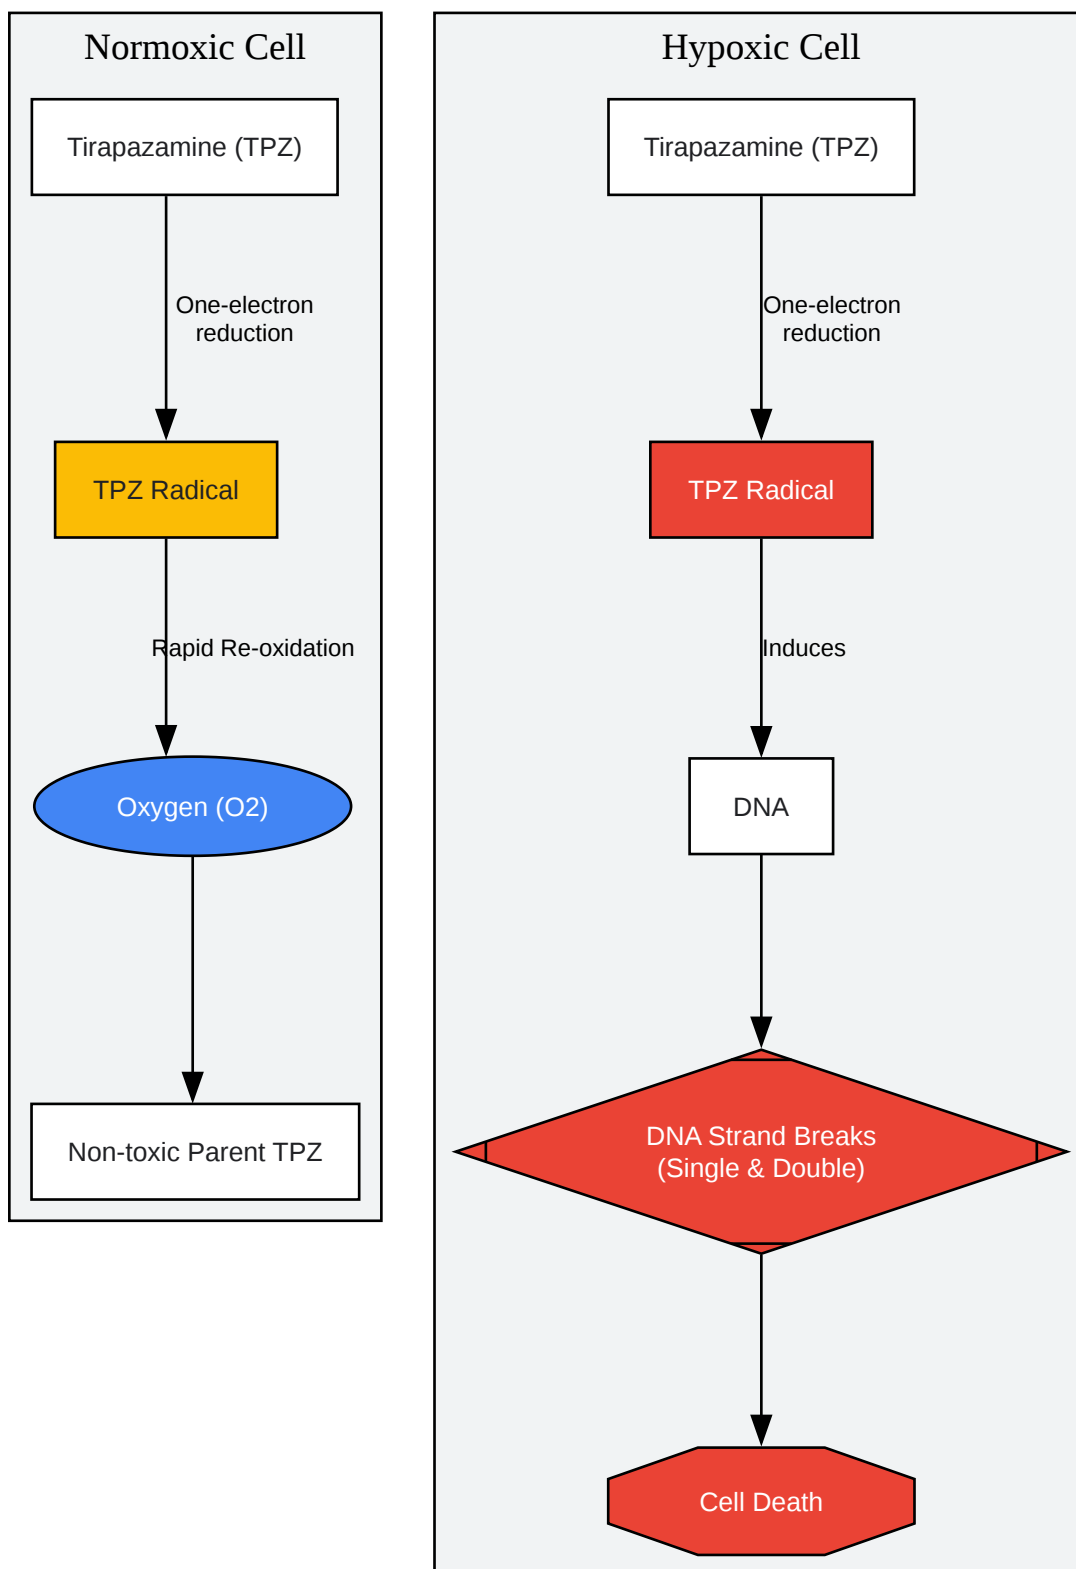 Normoxic Cell
Tirapazamine (TPZ)
One-electron
reduction
TPZ Radical
Rapid Re-oxidation
Oxygen (O2)
Non-toxic Parent TPZ
Hypoxic Cell
Tirapazamine (TPZ)
One-electron
reduction
TPZ Radical
Induces
DNA
DNA Strand Breaks
(Single & Double)
Cell Death